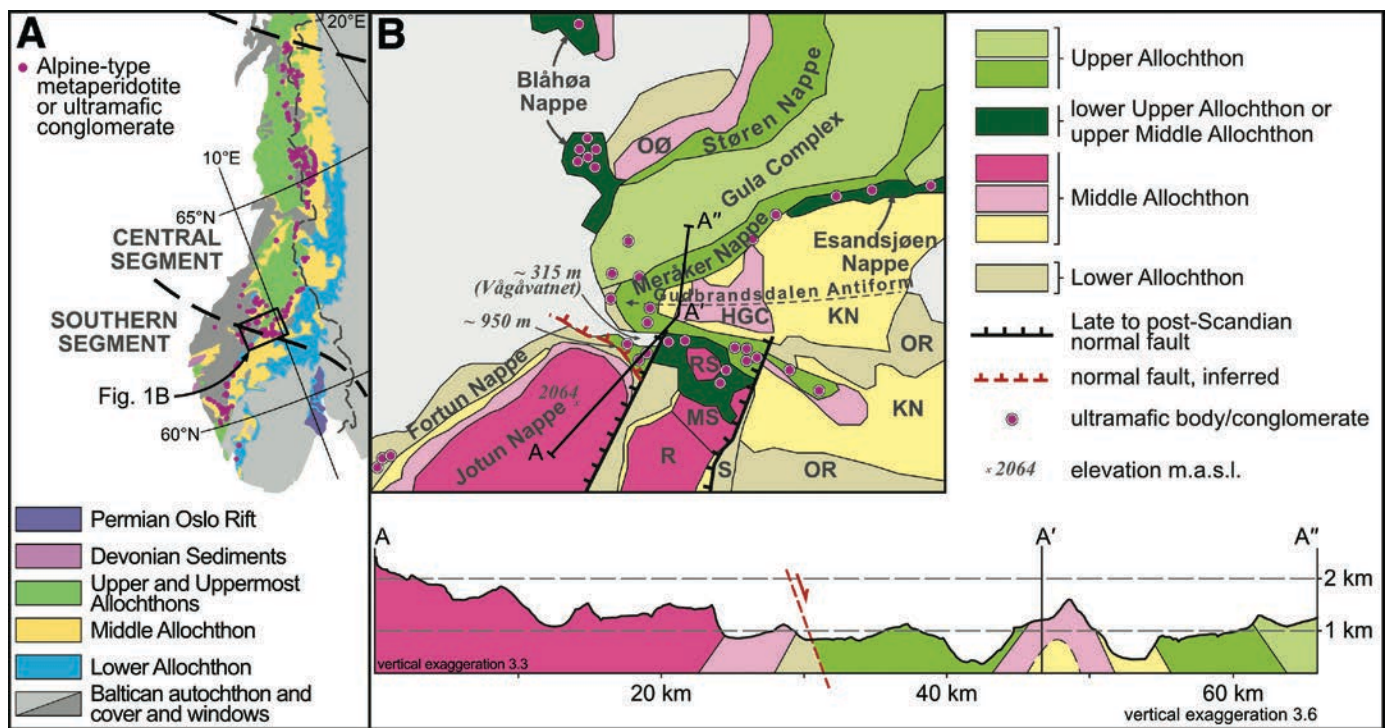 A
20°E
Alpine-type
metaperidotite
or ultramafic
conglomerate
10°E
65°N
CENTRAL
SEGMENT
SOUTHERN
SEGMENT
Fig. 1B
60°N
Permian Oslo Rift
Devonian Sediments
Upper and Uppermost
Allochthons
Middle Allochthon
Lower Allochthon
Baltican autochthon and
cover and windows
B
Blåhøa
Nappe
OØ
Støren Nappe
Gula Complex
A″
Esandsjøen
Nappe
Meråker Nappe
~ 315 m
(Vågåvatnet)
Gudbrandsdalen Antiform
A′
HGC
KN
~ 950 m
OR
Fortun Nappe
RS
2064
Jotun Nappe
MS
KN
A
R
S
OR
Upper Allochthon
lower Upper Allochthon or
upper Middle Allochthon
Middle Allochthon
Lower Allochthon
Late to post-Scandian
normal fault
normal fault, inferred
ultramafic body/conglomerate
x 2064 elevation m.a.s.l.
A
A′
A″
2 km
1 km
vertical exaggeration 3.3
20 km
40 km
60 km
vertical exaggeration 3.6